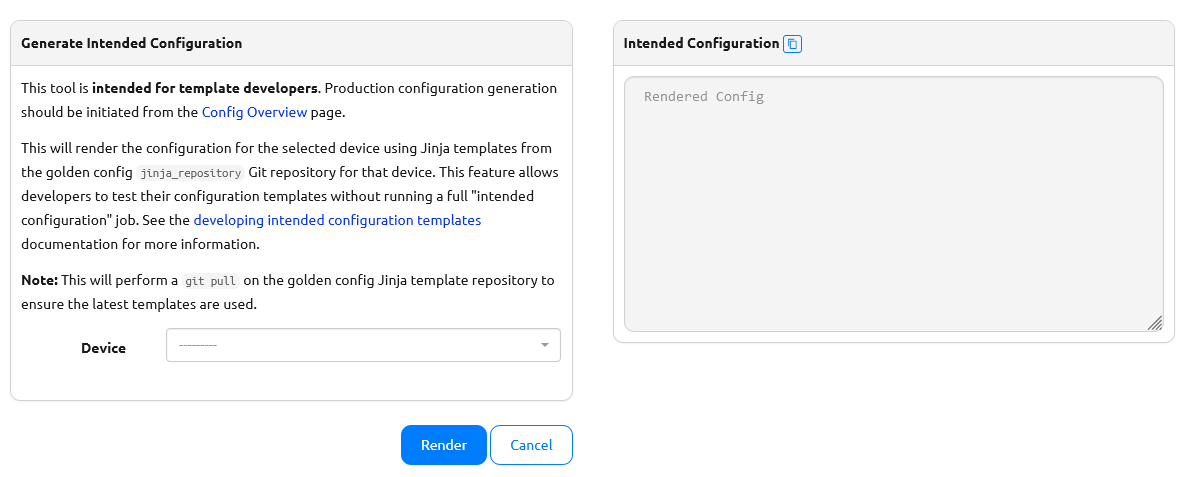 Generate Intended Configuration
This tool is intended for template developers. Production configuration generation
should be initiated from the Config Overview page.
This will render the configuration for the selected device using Jinja templates from
the golden config jinja_repository Git repository for that device. This feature allows
developers to test their configuration templates without running a full "intended
configuration" job. See the developing intended configuration templates
documentation for more information.
Note: This will perform a git pull on the golden config Jinja template repository to
ensure the latest templates are used.
Device
---------
Render
Cancel
Intended Configuration
Rendered Config